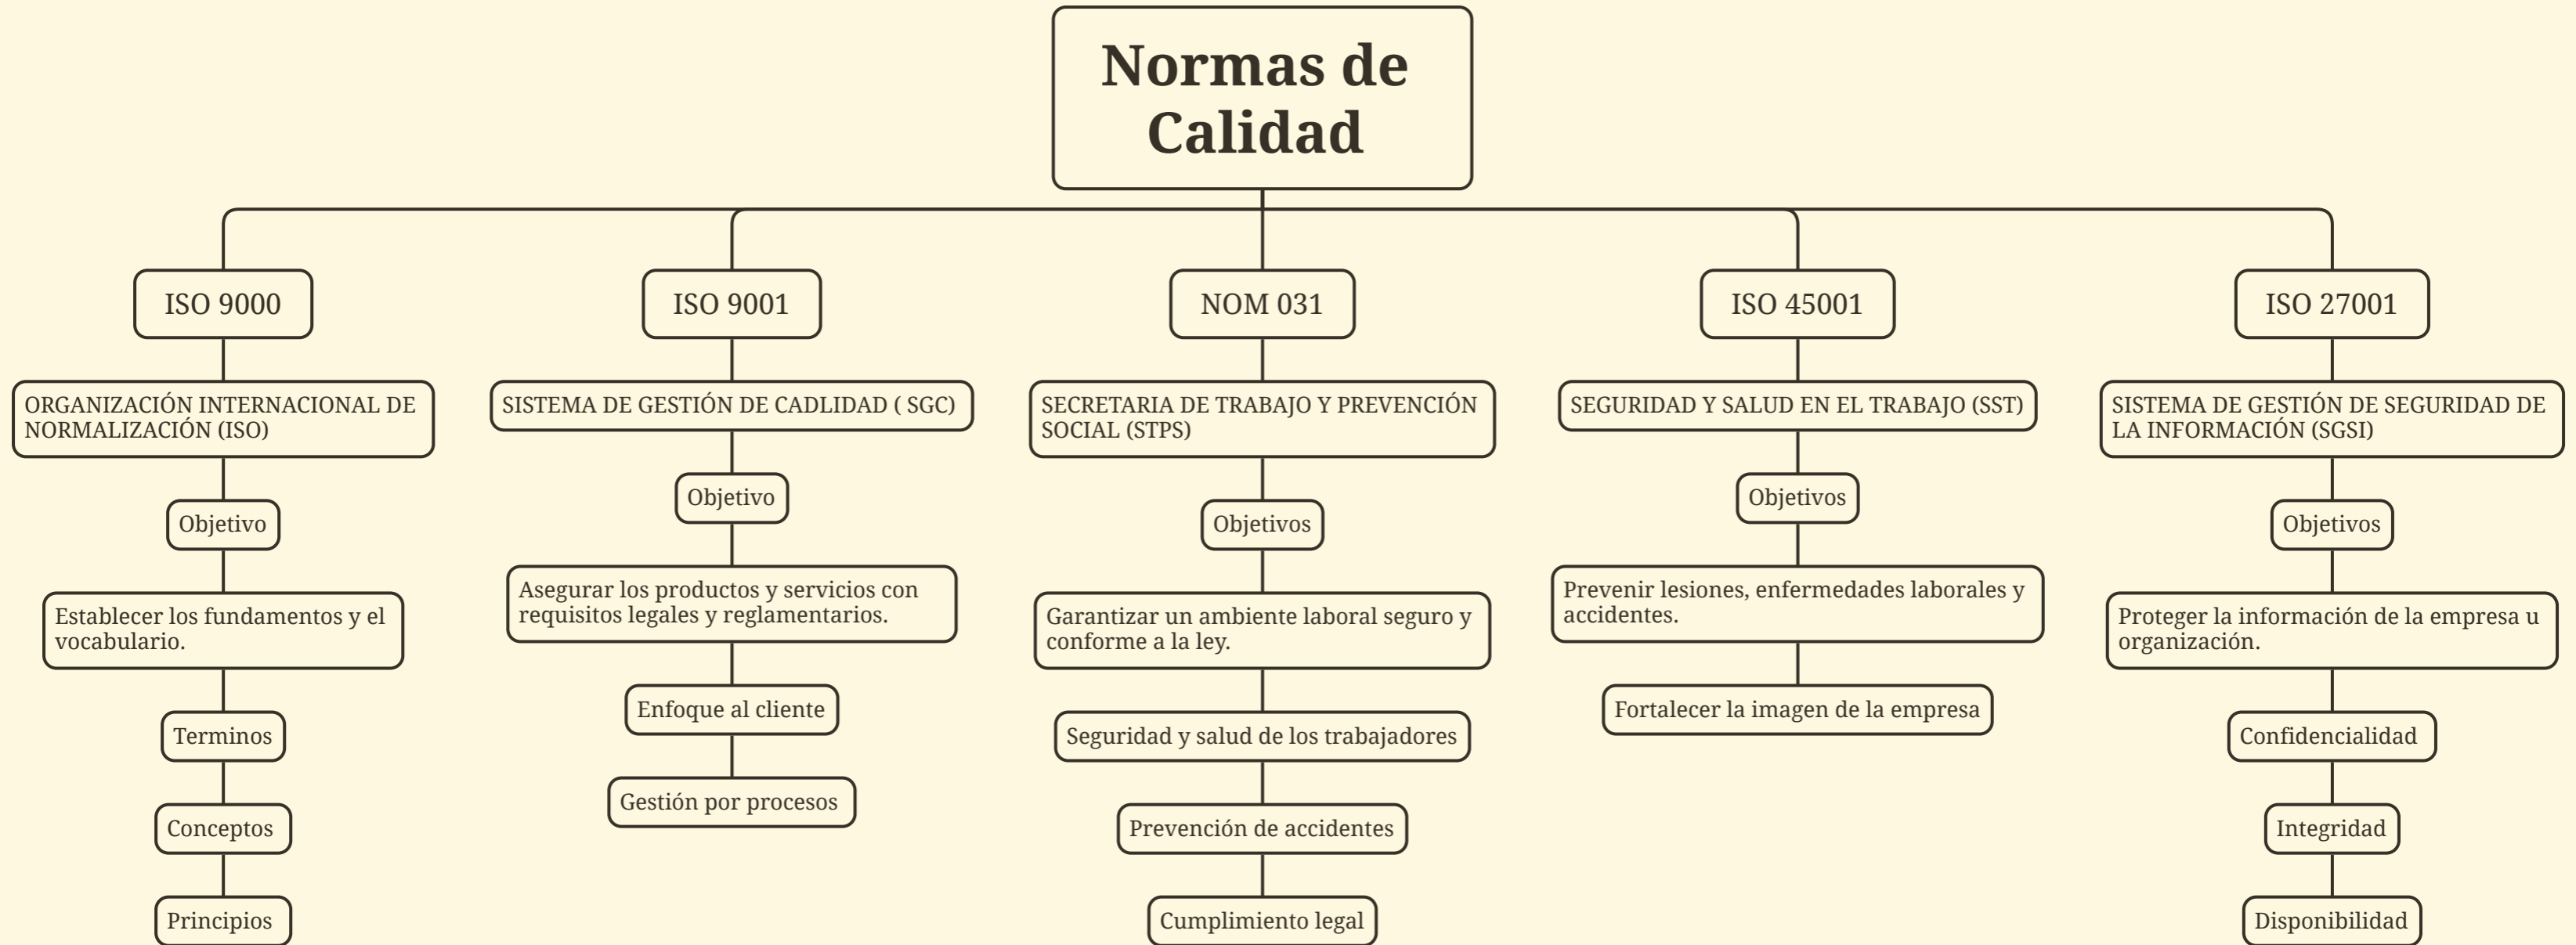 Normas de
Calidad
ISO 9000
ISO 9001
NOM 031
ISO 45001
ISO 27001
ORGANIZACIÓN INTERNACIONAL DE
NORMALIZACIÓN (ISO)
Objetivo
Establecer los fundamentos y el
vocabulario.
Terminos
Conceptos
Principios
SISTEMA DE GESTIÓN DE CADLIDAD ( SGC)
Objetivo
Asegurar los productos y servicios con
requisitos legales y reglamentarios.
Enfoque al cliente
Gestión por procesos
SECRETARIA DE TRABAJO Y PREVENCIÓN
SOCIAL (STPS)
Objetivos
Garantizar un ambiente laboral seguro y
conforme a la ley.
Seguridad y salud de los trabajadores
Prevención de accidentes
Cumplimiento legal
SEGURIDAD Y SALUD EN EL TRABAJO (SST)
Objetivos
Prevenir lesiones, enfermedades laborales y
accidentes.
Fortalecer la imagen de la empresa
SISTEMA DE GESTIÓN DE SEGURIDAD DE
LA INFORMACIÓN (SGSI)
Objetivos
Proteger la información de la empresa u
organización.
Confidencialidad
Integridad
Disponibilidad